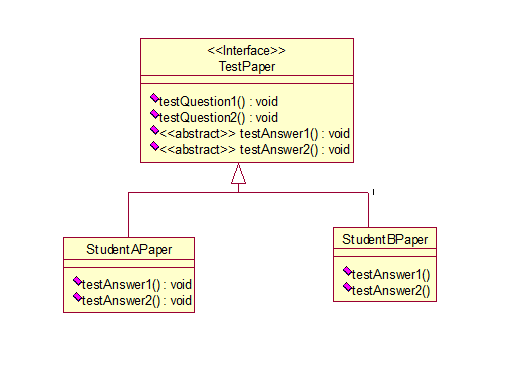 <<Interface>>
TestPaper
testQuestion1() : void
testQuestion2() : void
<<abstract>> testAnswer1() : void
<<abstract>> testAnswer2() : void
StudentAPaper
testAnswer1() : void
testAnswer2() : void
StudentBPaper
testAnswer1()
testAnswer2()